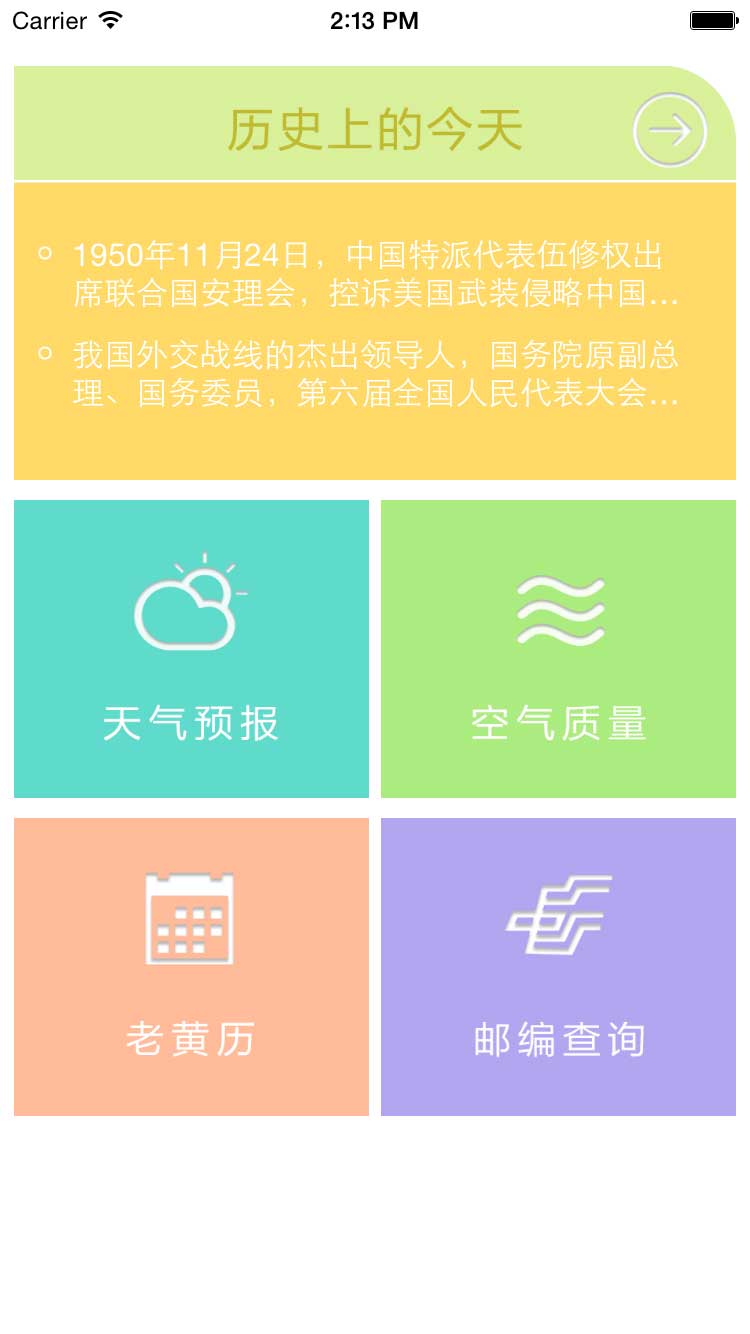 Carrier 2:13 PM
历史上的今天
1950年11月24日，中国特派代表伍修权出
席联合国安理会，控诉美国武装侵略中国...
我国外交战线的杰出领导人，国务院原副总
理、国务委员，第六届全国人民代表大会...
天气预报
空气质量
老黄历
邮编查询